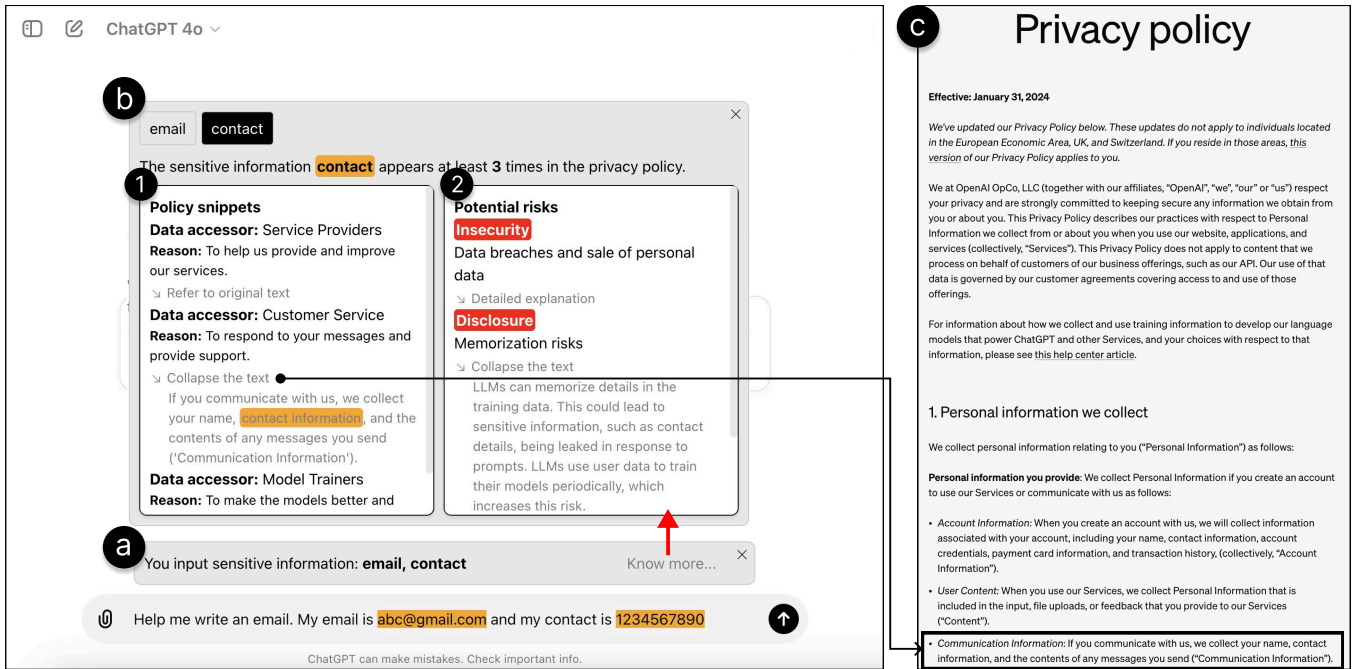 ChatGPT 4o
b
email
contact
The sensitive information contact appears at least 3 times in the privacy policy.
1
Policy snippets
Data accessor: Service Providers
Reason: To help us provide and improve
our services.
Refer to original text
Data accessor: Customer Service
Reason: To respond to your messages and
provide support.
Collapse the text
If you communicate with us, we collect
your name, contact information, and the
contents of any messages you send
('Communication Information').
Data accessor: Model Trainers
Reason: To make the models better and
2
Potential risks
Insecurity
Data breaches and sale of personal
data
Detailed explanation
Disclosure
Memorization risks
Collapse the text
LLMs can memorize details in the
training data. This could lead to
sensitive information, such as contact
details, being leaked in response to
prompts. LLMs use user data to train
their models periodically, which
increases this risk.
a
You input sensitive information: email, contact
Know more...
Help me write an email. My email is abc@gmail.com and my contact is 1234567890
ChatGPT can make mistakes. Check important info.
c
Privacy policy
Effective: January 31, 2024
We've updated our Privacy Policy below. These updates do not apply to individuals located
in the European Economic Area, UK, and Switzerland. If you reside in those areas, this
version of our Privacy Policy applies to you.
We at OpenAI OpCo, LLC (together with our affiliates, “OpenAI”, “we”, “our” or “us”) respect
your privacy and are strongly committed to keeping secure any information we obtain from
you or about you. This Privacy Policy describes our practices with respect to Personal
Information we collect from or about you when you use our website, applications, and
services (collectively, “Services”). This Privacy Policy does not apply to content that we
process on behalf of customers of our business offerings, such as our API. Our use of that
data is governed by our customer agreements covering access to and use of those
offerings.
For information about how we collect and use training information to develop our language
models that power ChatGPT and other Services, and your choices with respect to that
information, please see this help center article.
1. Personal information we collect
We collect personal information relating to you (“Personal Information”) as follows:
Personal information you provide: We collect Personal Information if you create an account
to use our Services or communicate with us as follows:
• Account Information: When you create an account with us, we will collect information
associated with your account, including your name, contact information, account
credentials, payment card information, and transaction history, (collectively, “Account
Information”).
• User Content: When you use our Services, we collect Personal Information that is
included in the input, file uploads, or feedback that you provide to our Services
(“Content”).
• Communication Information: If you communicate with us, we collect your name, contact
information, and the contents of any messages you send (“Communication Information”).